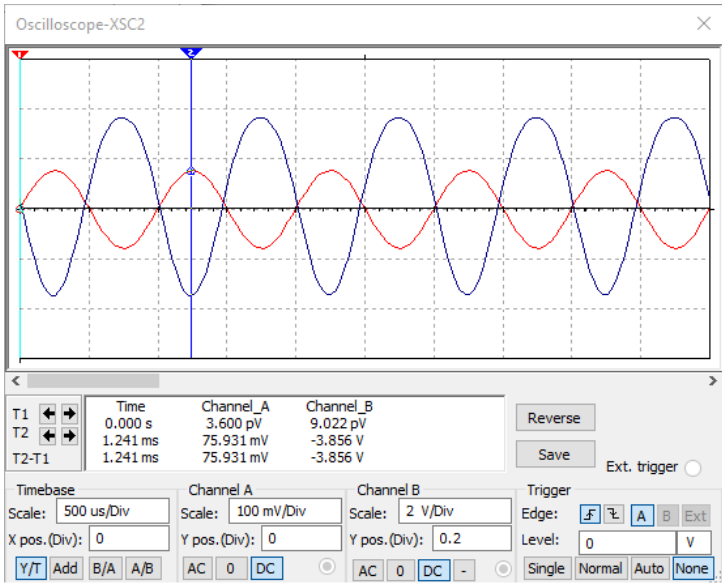 Oscilloscope-XSC2
1
2
Time Channel_A Channel_B
T1 0.000 s 3.600 pV 9.022 pV
T2 1.241 ms 75.931 mV -3.856 V
T2-T1 1.241 ms 75.931 mV -3.856 V
Reverse
Save
Ext. trigger
Timebase
Scale: 500 us/Div
X pos.(Div): 0
Y/T Add B/A A/B
Channel A
Scale: 100 mV/Div
Y pos.(Div): 0
AC 0 DC
Channel B
Scale: 2 V/Div
Y pos.(Div): 0.2
AC 0 DC -
Trigger
Edge: A B Ext
Level: 0 V
Single Normal Auto None